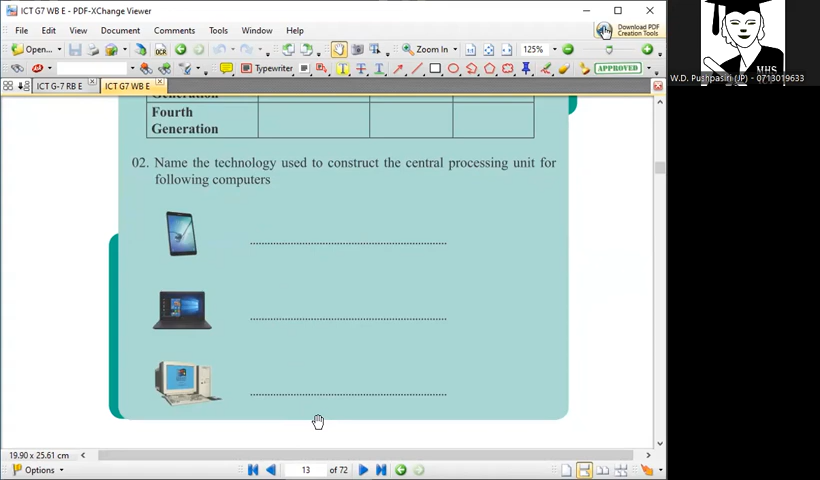 ICT G7 WB E - PDF-XChange Viewer
File Edit View Document Comments Tools Window Help
Download PDF
Creation Tools
Open...
OCR
Zoom In
125%
Typewriter
APPROVED
ICT G-7 RB E
ICT G7 WB E
Generation
Fourth
Generation
02. Name the technology used to construct the central processing unit for
following computers
19.90 x 25.61 cm
Options
13 of 72
MHS
W.D. Pushpasiri (JP) - 0713019633